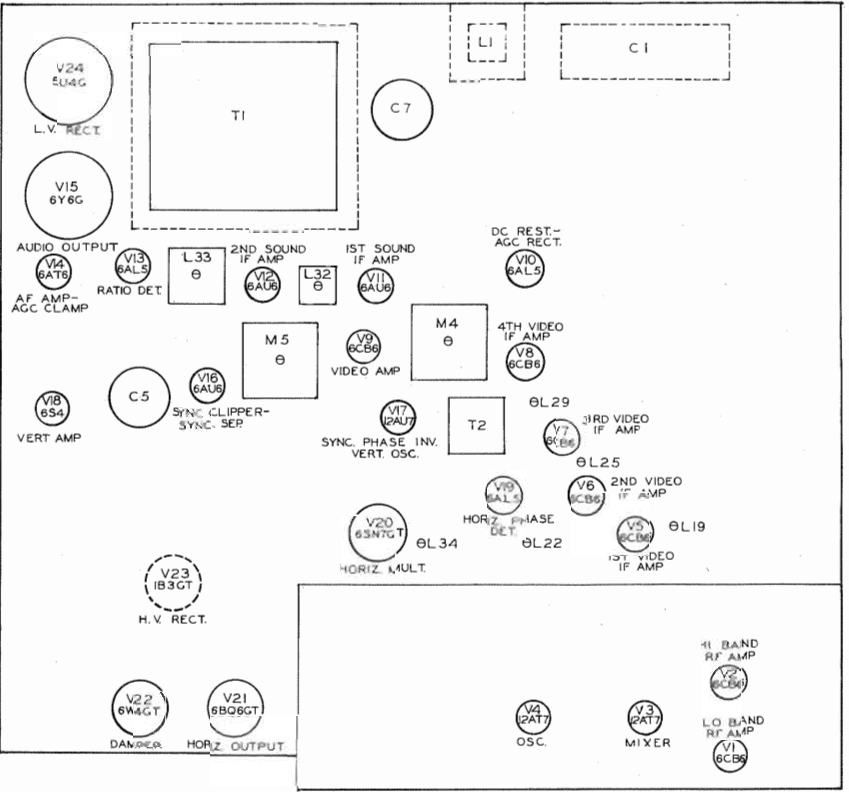 V24
5U4G
L.V. RECT.
T1
C7
L1
C1
V15
6Y6G
AUDIO OUTPUT
V14
6AT6
AF AMP-
AGC CLAMP
V13
6AL5
RATIO DET.
L33
θ
2ND SOUND
IF AMP
V12
6AU6
L32
θ
1ST SOUND
IF AMP
V11
6AU6
DC REST.-
AGC RECT.
V10
6AL5
M5
θ
V9
6CB6
VIDEO AMP
M4
θ
4TH VIDEO
IF AMP
V8
6CB6
V18
6S4
VERT AMP
C5
V16
6AU6
SYNC CLIPPER-
SYNC. SEP.
V17
12AU7
SYNC. PHASE INV.
VERT. OSC.
T2
θL29
V7
6CB6
3RD VIDEO
IF AMP
θL25
V19
6AL5
HORIZ. PHASE
DET.
V6
6CB6
2ND VIDEO
IF AMP
V20
6SN7GT
HORIZ. MULT.
θL34
θL22
V5
6CB6
1ST VIDEO
IF AMP
θL19
V23
1B3GT
H.V. RECT.
V22
6W4GT
DAMPER
V21
6BQ6GT
HORIZ. OUTPUT
V4
12AT7
OSC.
V3
12AT7
MIXER
HI BAND
RF AMP
V2
6CB6
LO BAND
RF AMP
V1
6CB6